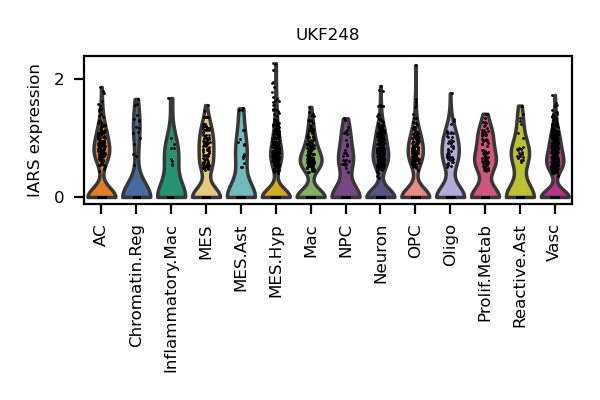 UKF248
IARS expression
2
0
AC
Chromatin.Reg
Inflammatory.Mac
MES
MES.Ast
MES.Hyp
Mac
NPC
Neuron
OPC
Oligo
Prolif.Metab
Reactive.Ast
Vasc